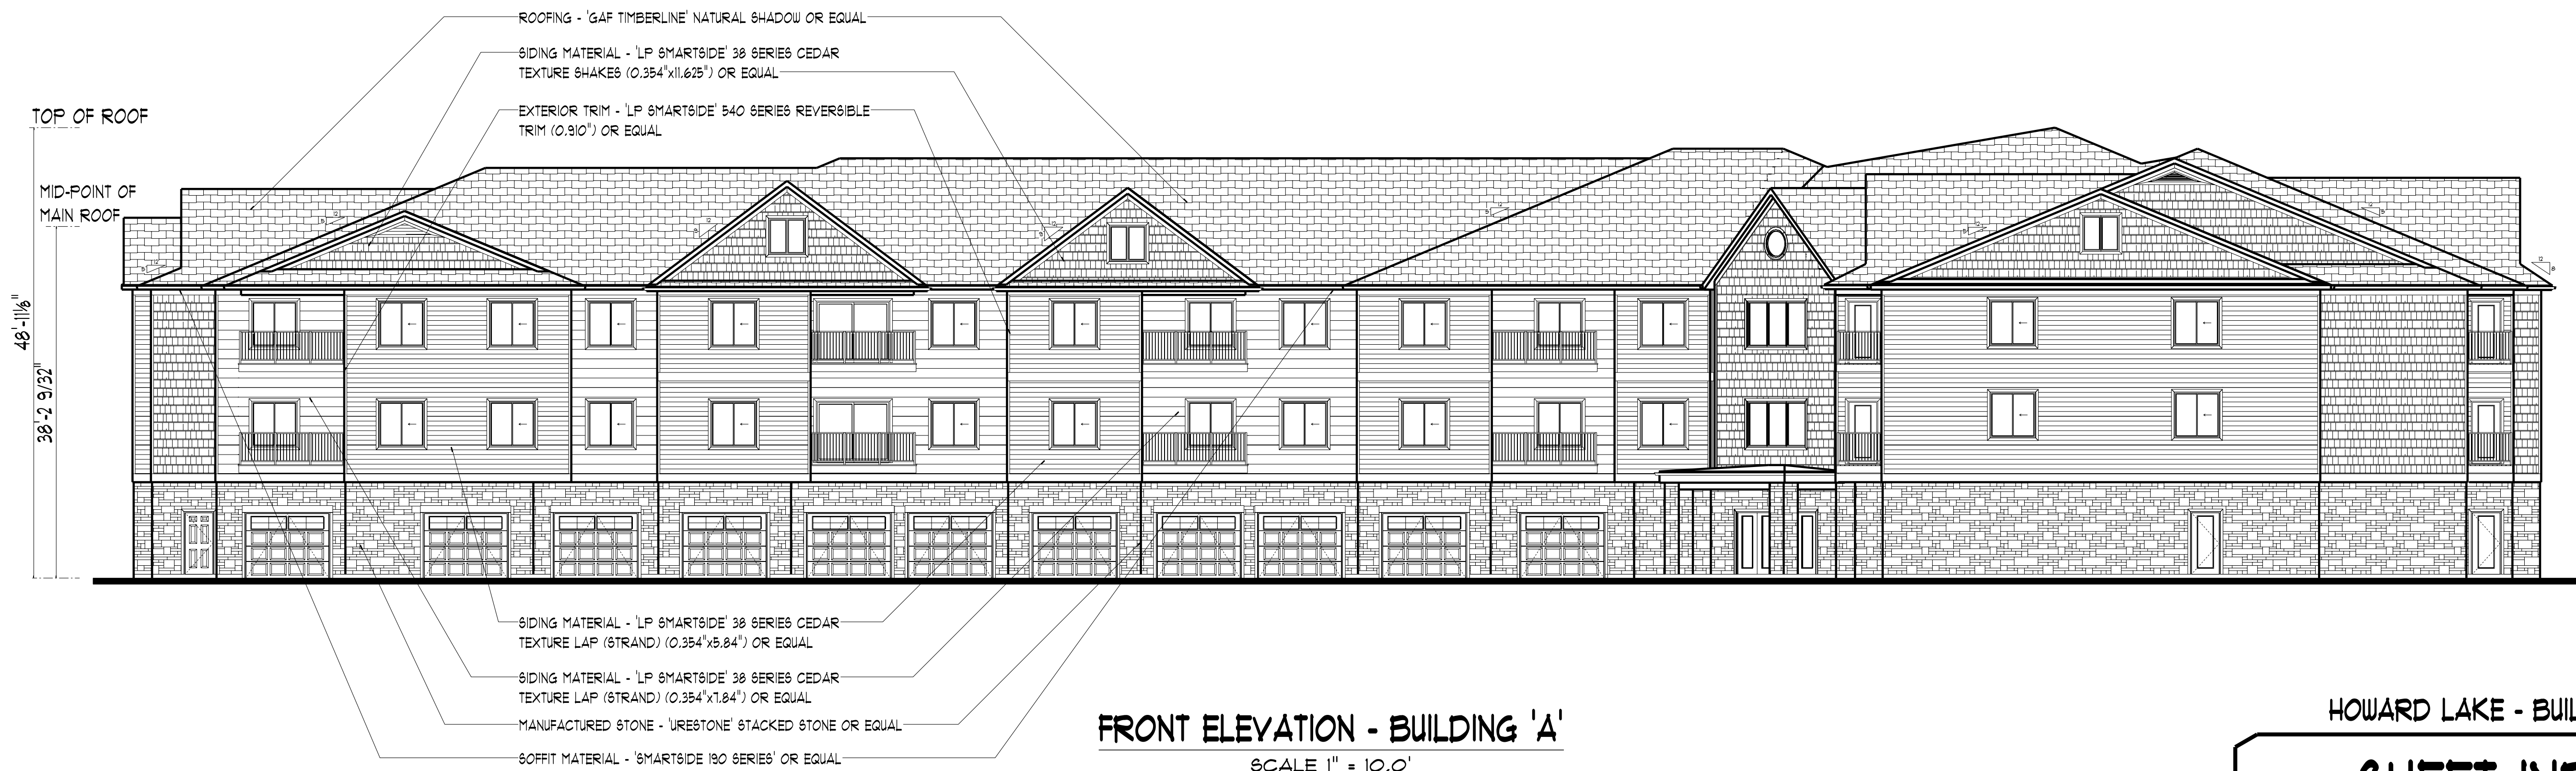 ROOFING - 'GAF TIMBERLINE' NATURAL SHADOW OR EQUAL
SIDING MATERIAL - 'LP SMARTSIDE' 38 SERIES CEDAR
TEXTURE SHAKES (0.354"x11.625") OR EQUAL
EXTERIOR TRIM - 'LP SMARTSIDE' 540 SERIES REVERSIBLE
TRIM (0.910") OR EQUAL
TOP OF ROOF
MID-POINT OF
MAIN ROOF
48'-11⅛"
38'-2 9/32"
SIDING MATERIAL - 'LP SMARTSIDE' 38 SERIES CEDAR
TEXTURE LAP (STRAND) (0.354"x5.84") OR EQUAL
SIDING MATERIAL - 'LP SMARTSIDE' 38 SERIES CEDAR
TEXTURE LAP (STRAND) (0.354"x7.84") OR EQUAL
MANUFACTURED STONE - 'URESTONE' STACKED STONE OR EQUAL
SOFFIT MATERIAL - 'SMARTSIDE 190 SERIES' OR EQUAL
FRONT ELEVATION - BUILDING 'A'
SCALE 1" = 10.0'
HOWARD LAKE - BUIL